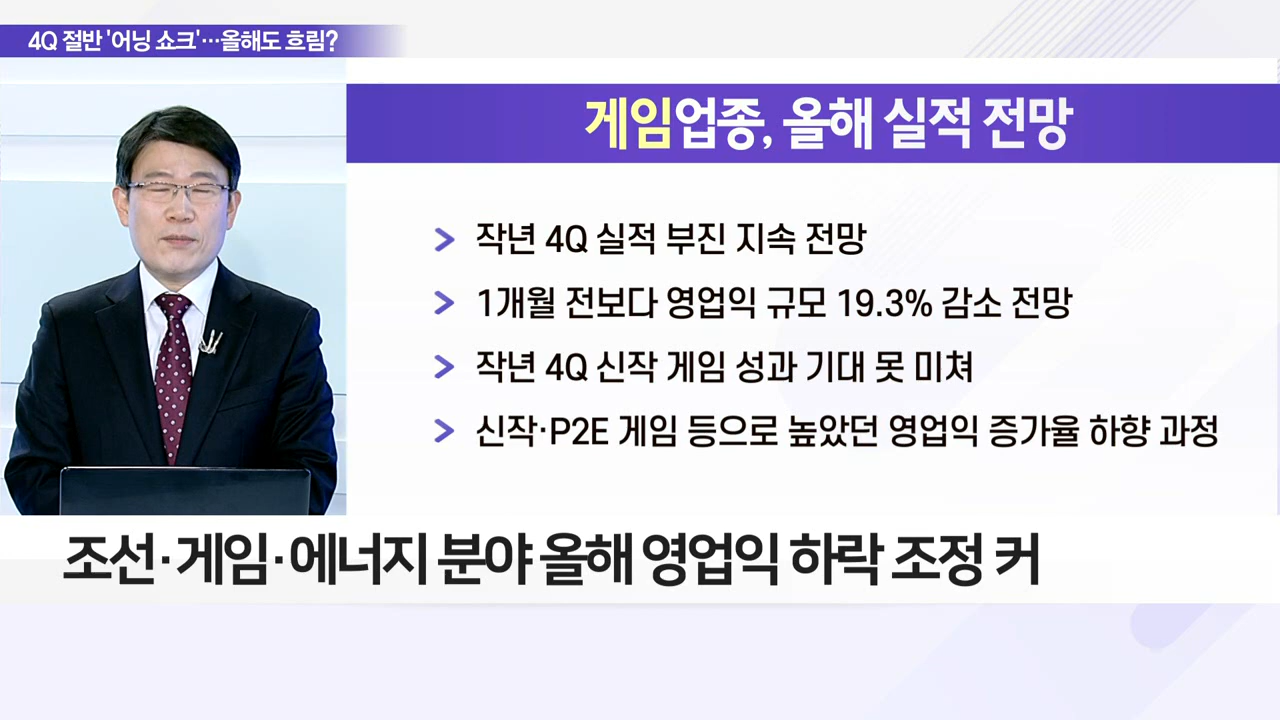 4Q 절반 '어닝 쇼크'…올해도 흐림?
게임업종, 올해 실적 전망
작년 4Q 실적 부진 지속 전망
1개월 전보다 영업익 규모 19.3% 감소 전망
작년 4Q 신작 게임 성과 기대 못 미쳐
신작·P2E 게임 등으로 높았던 영업익 증가율 하향 과정
조선·게임·에너지 분야 올해 영업익 하락 조정 커